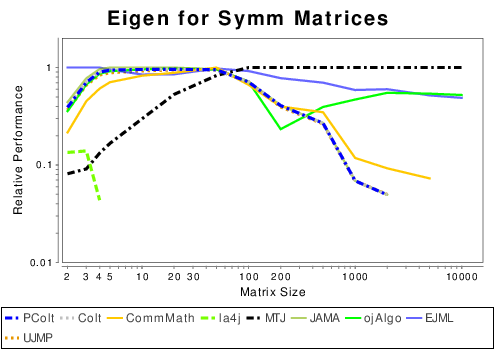 Eigen for Symm Matrices
Relative Performance
1
0.1
0.01
2 3 4 5 10 20 30 100 200 1000 10000
Matrix Size
PColt Colt CommMath la4j MTJ JAMA ojAlgo EJML
UJMP